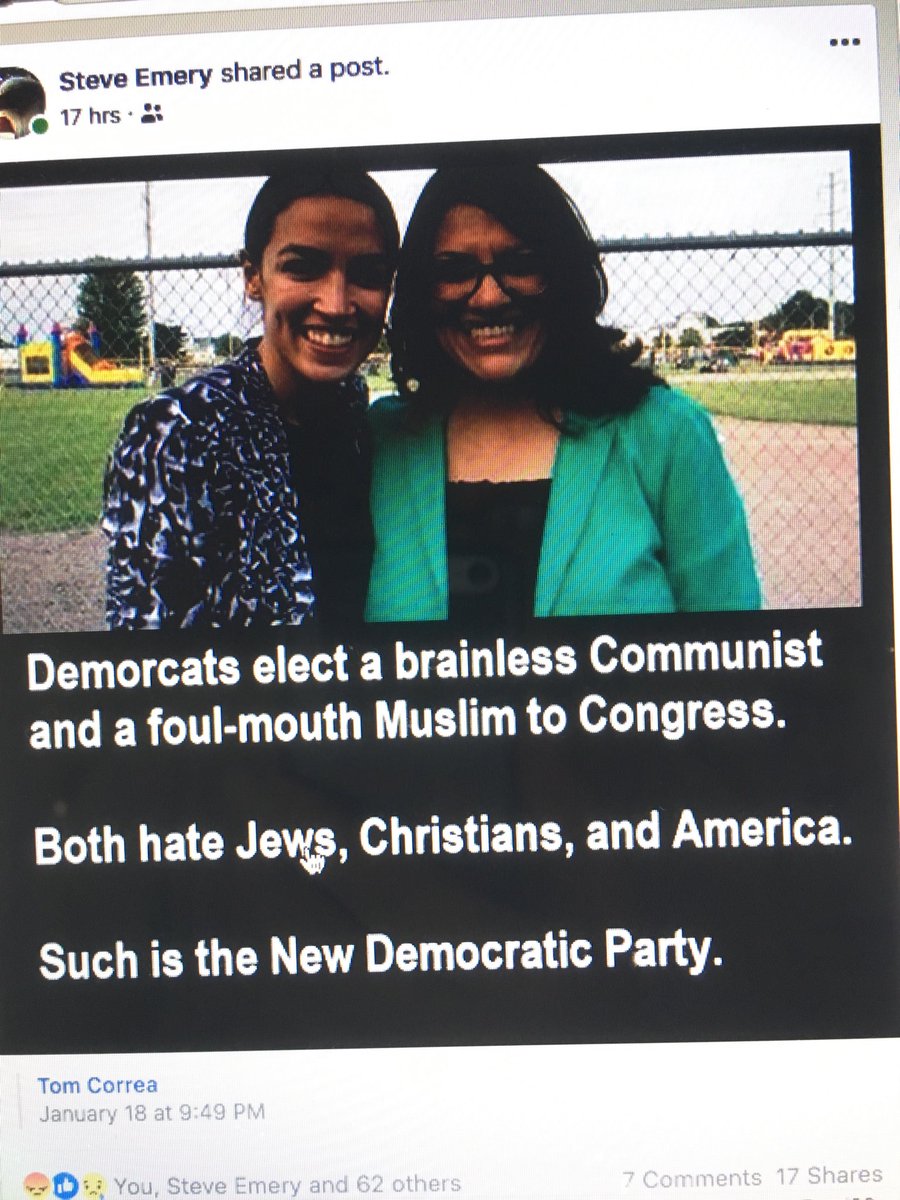 Steve Emery shared a post.
17 hrs ·
Demorcats elect a brainless Communist
and a foul-mouth Muslim to Congress.
Both hate Jews, Christians, and America.
Such is the New Democratic Party.
Tom Correa
January 18 at 9:49 PM
You, Steve Emery and 62 others
7 Comments 17 Shares